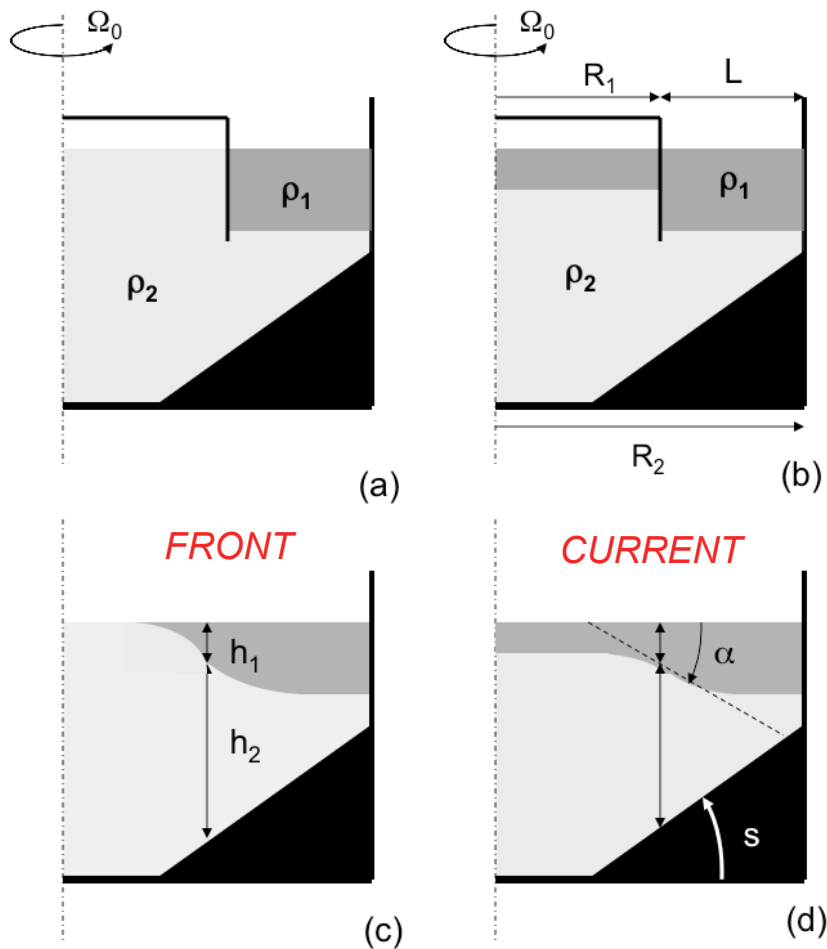 Ω₀
ρ₁
ρ₂
(a)
Ω₀
R₁
L
ρ₁
ρ₂
R₂
(b)
FRONT
h₁
h₂
(c)
CURRENT
α
s
(d)